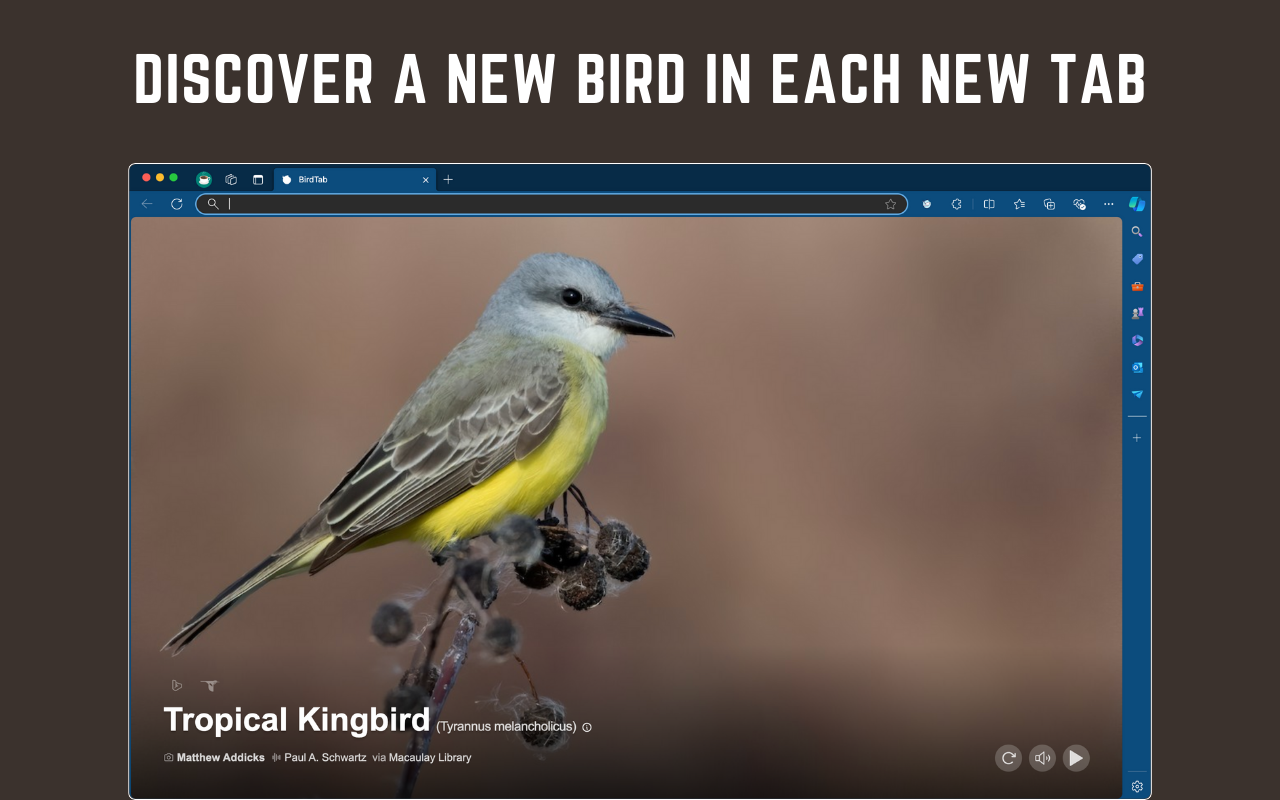 DISCOVER A NEW BIRD IN EACH NEW TAB
BirdTab
Tropical Kingbird (Tyrannus melancholicus)
Matthew Addicks Paul A. Schwartz via Macaulay Library